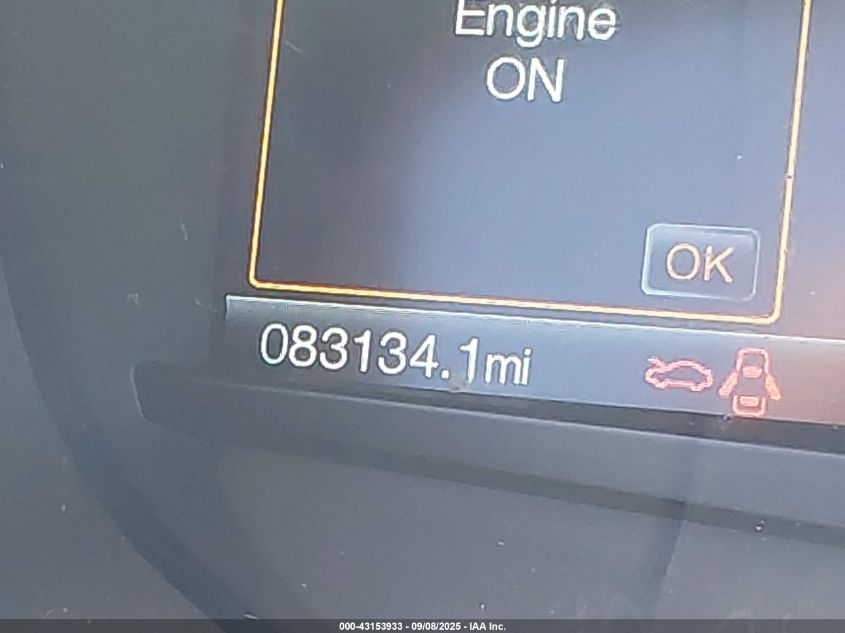 Engine
ON
OK
083134.1mi
000-43153933 - 09/08/2025 - IAA Inc.